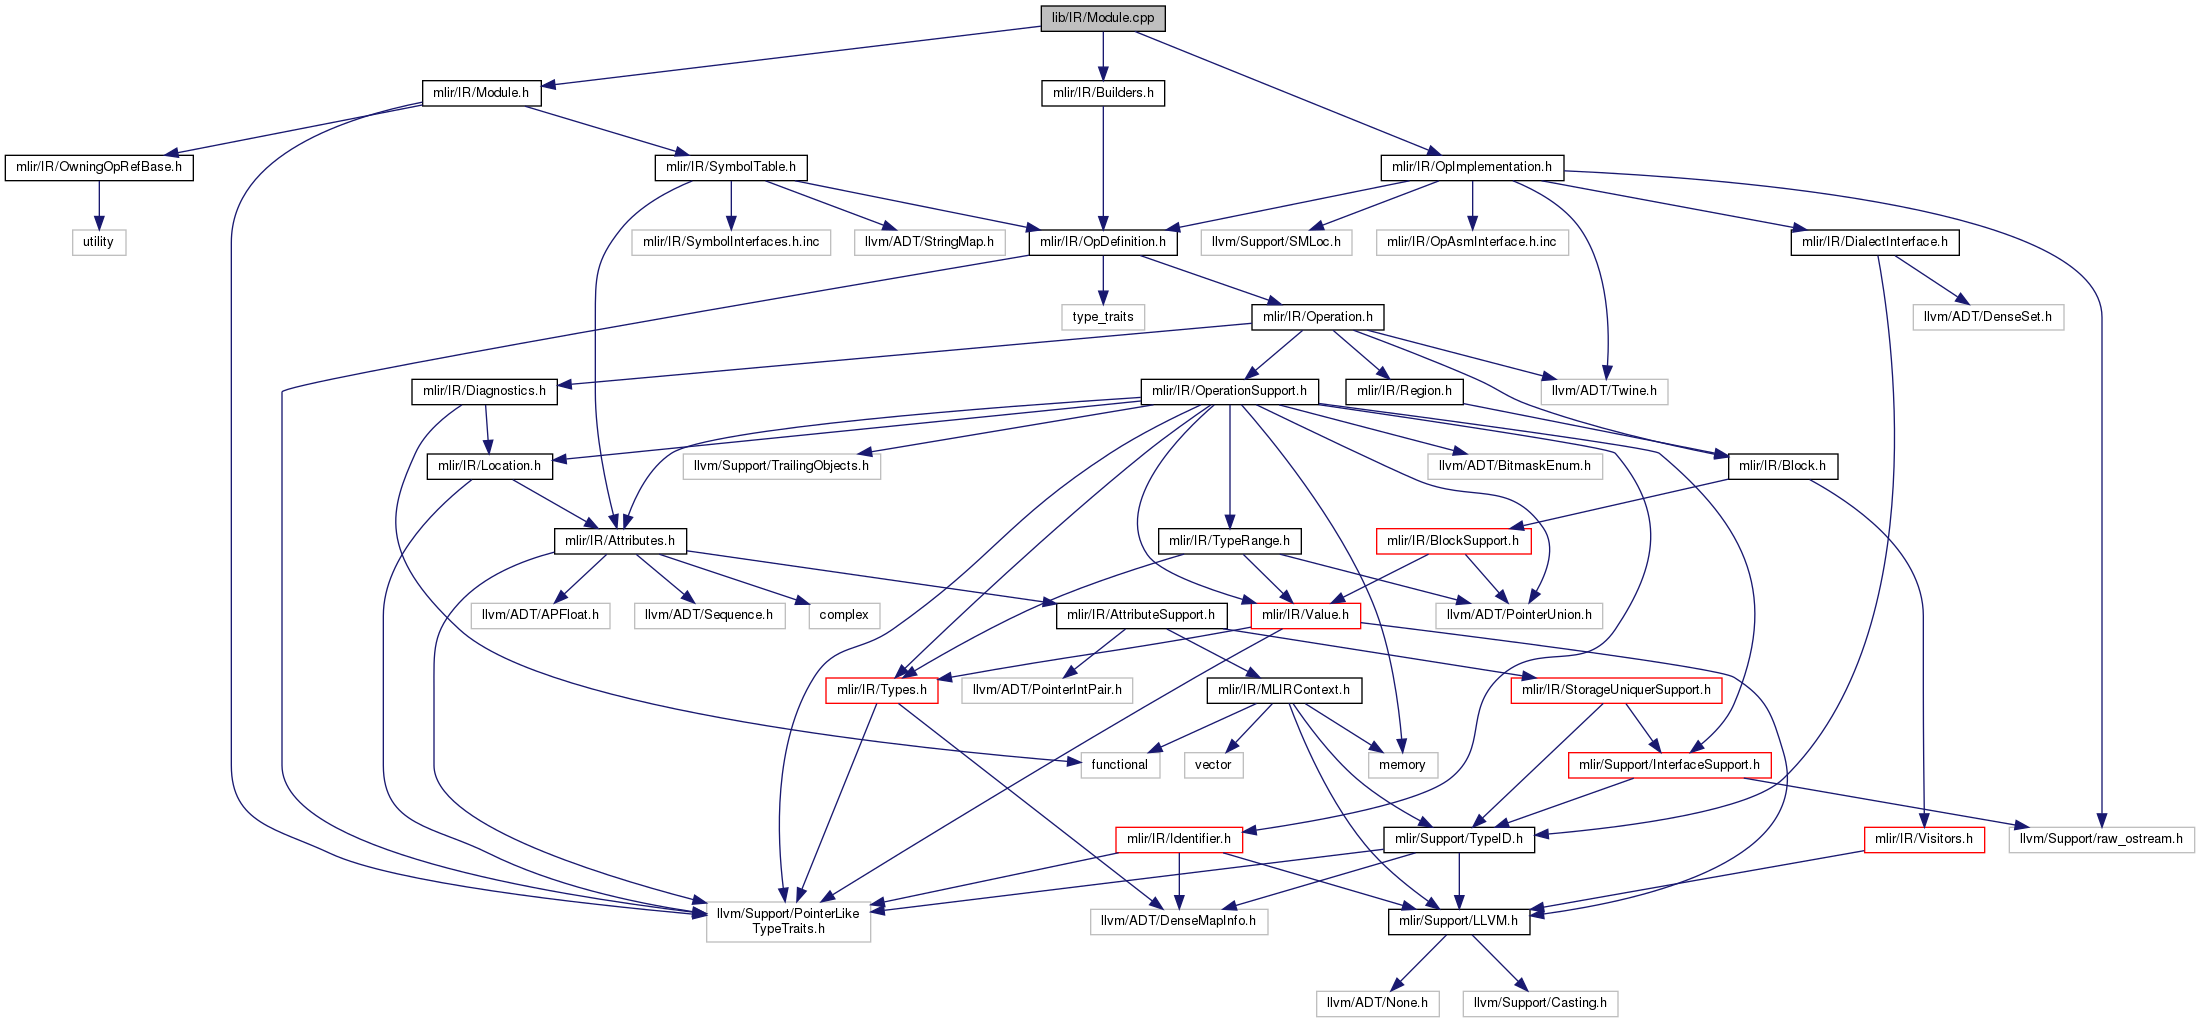 lib/IR/Module.cpp
mlir/IR/Module.h
mlir/IR/Builders.h
mlir/IR/OwningOpRefBase.h
mlir/IR/SymbolTable.h
mlir/IR/OpImplementation.h
utility
mlir/IR/SymbolInterfaces.h.inc
llvm/ADT/StringMap.h
mlir/IR/OpDefinition.h
llvm/Support/SMLoc.h
mlir/IR/OpAsmInterface.h.inc
mlir/IR/DialectInterface.h
type_traits
mlir/IR/Operation.h
llvm/ADT/DenseSet.h
mlir/IR/Diagnostics.h
mlir/IR/OperationSupport.h
mlir/IR/Region.h
llvm/ADT/Twine.h
mlir/IR/Location.h
llvm/Support/TrailingObjects.h
llvm/ADT/BitmaskEnum.h
mlir/IR/Block.h
mlir/IR/Attributes.h
mlir/IR/TypeRange.h
mlir/IR/BlockSupport.h
llvm/ADT/APFloat.h
llvm/ADT/Sequence.h
complex
mlir/IR/AttributeSupport.h
mlir/IR/Value.h
llvm/ADT/PointerUnion.h
mlir/IR/Types.h
llvm/ADT/PointerIntPair.h
mlir/IR/MLIRContext.h
mlir/IR/StorageUniquerSupport.h
functional
vector
memory
mlir/Support/InterfaceSupport.h
mlir/IR/Identifier.h
mlir/Support/TypeID.h
mlir/IR/Visitors.h
llvm/Support/raw_ostream.h
llvm/Support/PointerLike
TypeTraits.h
llvm/ADT/DenseMapInfo.h
mlir/Support/LLVM.h
llvm/ADT/None.h
llvm/Support/Casting.h